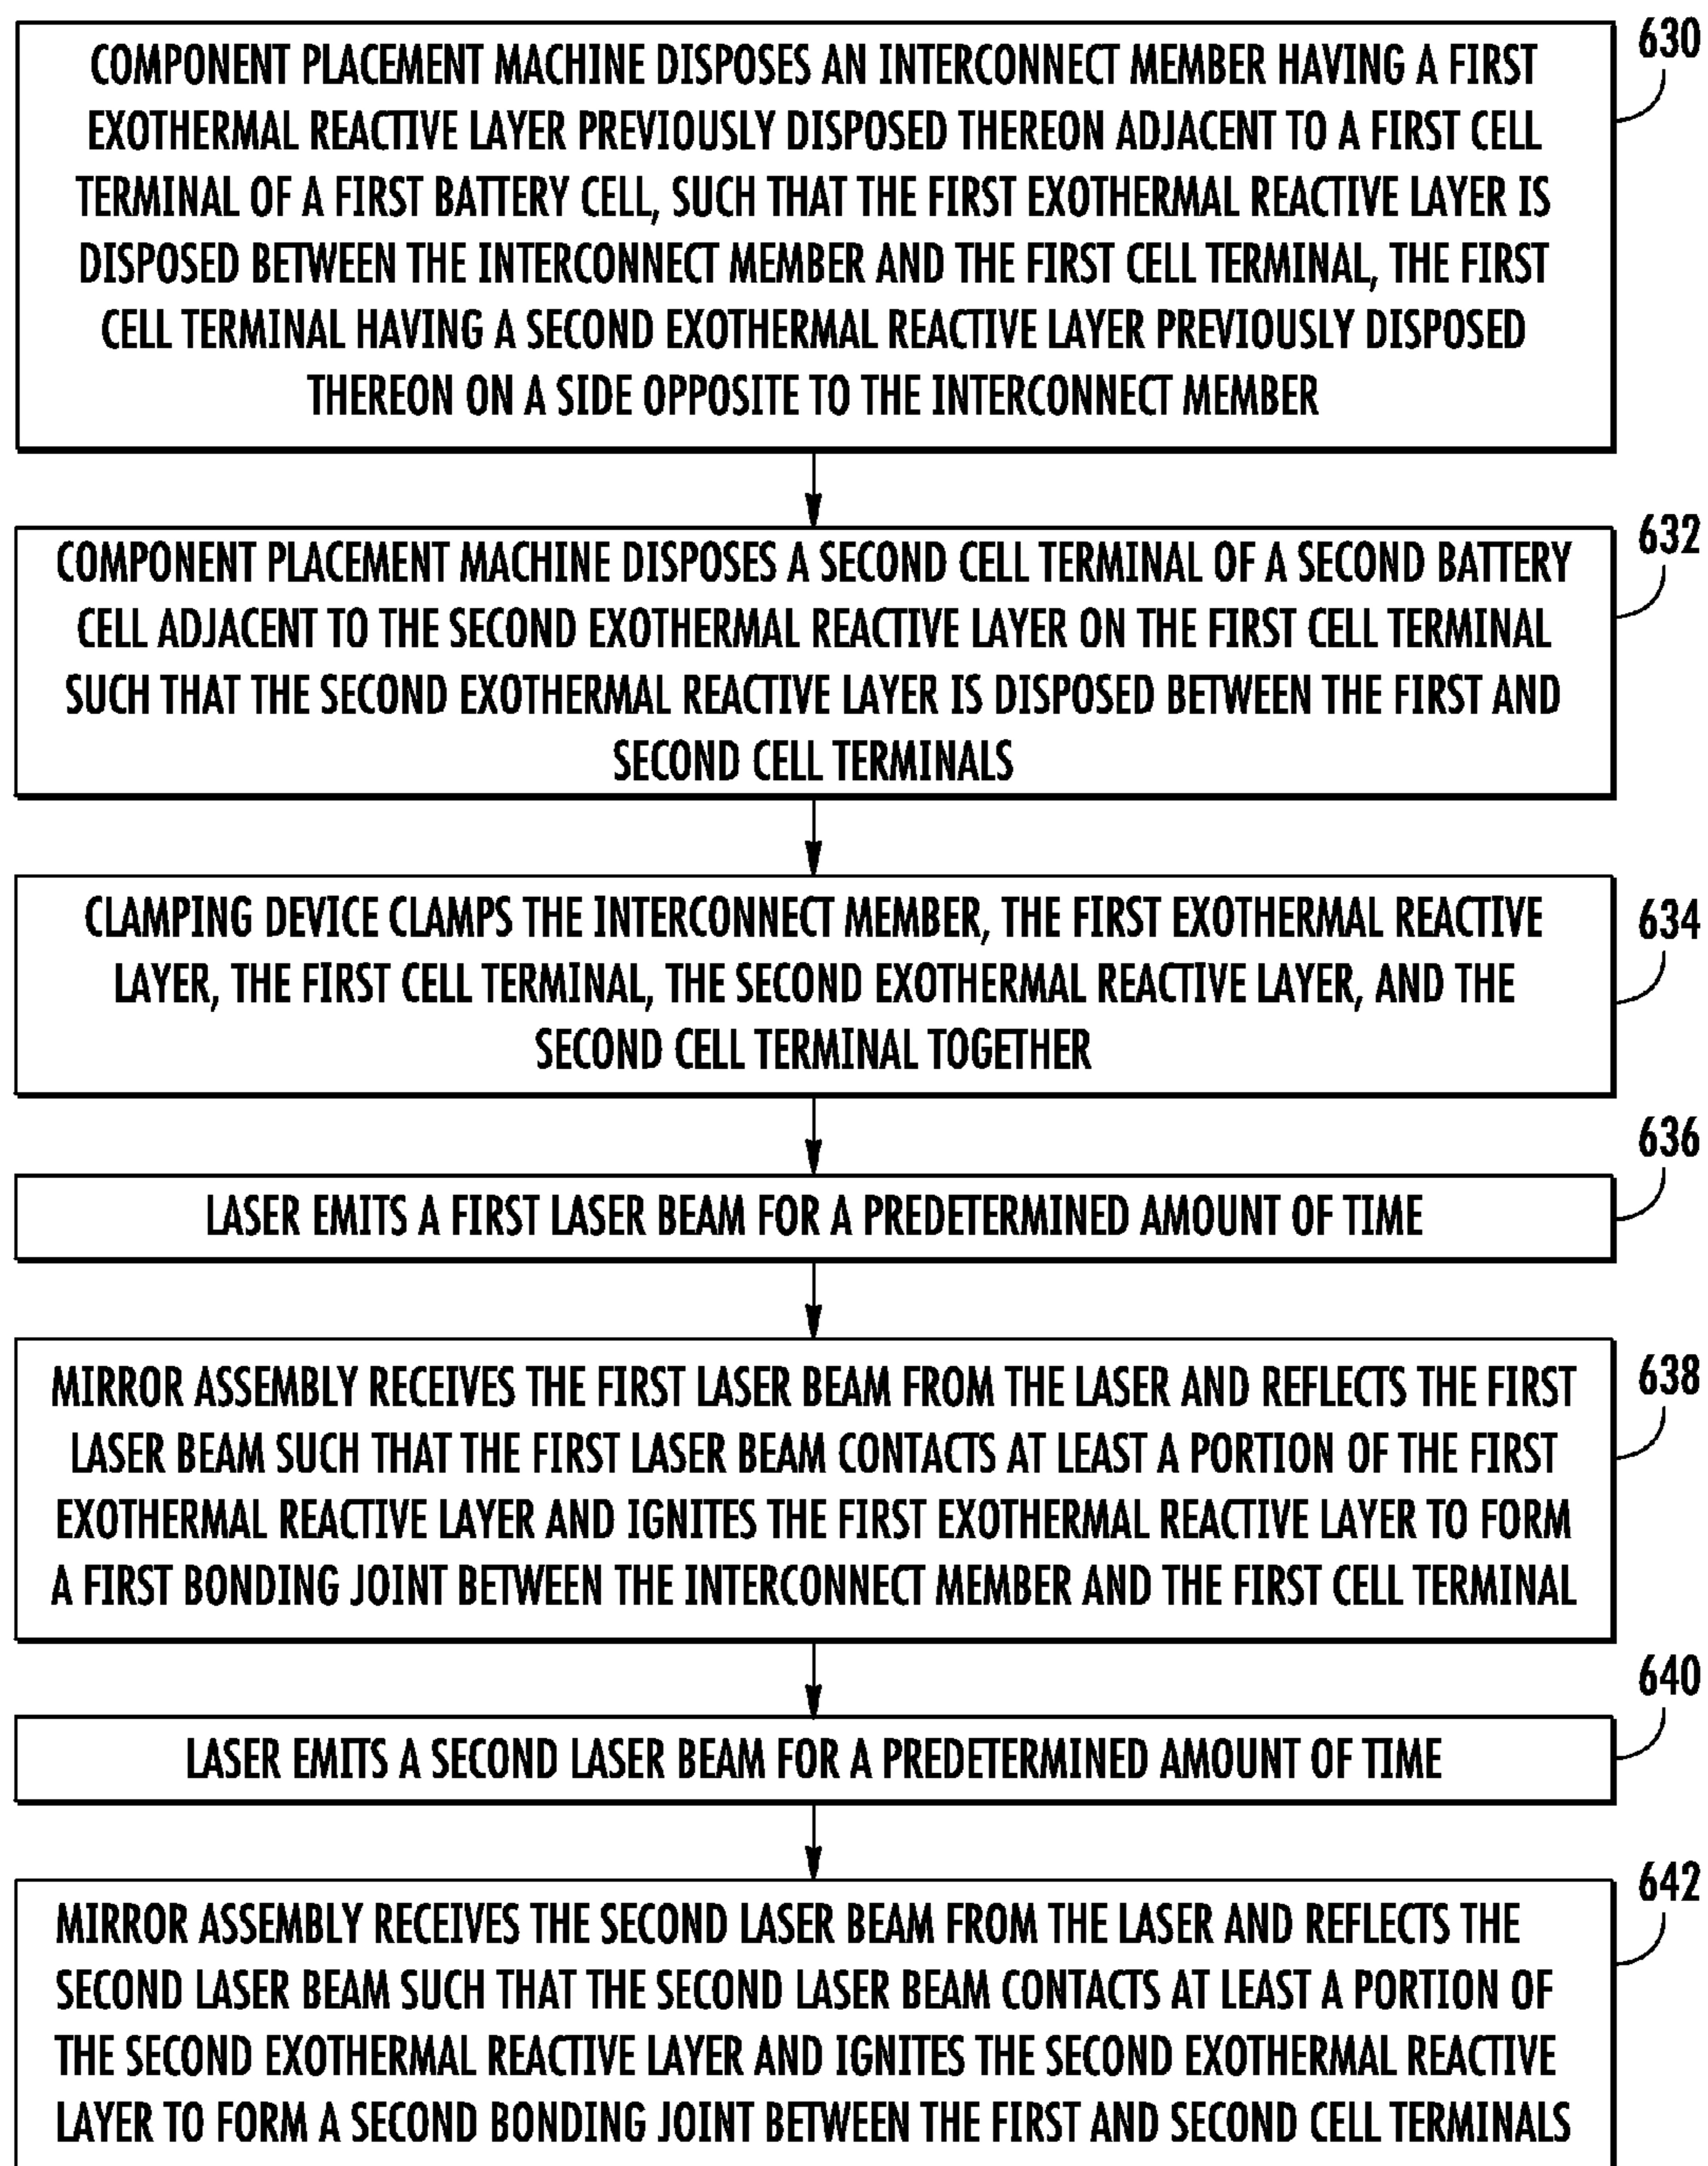 630
COMPONENT PLACEMENT MACHINE DISPOSES AN INTERCONNECT MEMBER HAVING A FIRST
EXOTHERMAL REACTIVE LAYER PREVIOUSLY DISPOSED THEREON ADJACENT TO A FIRST CELL
TERMINAL OF A FIRST BATTERY CELL, SUCH THAT THE FIRST EXOTHERMAL REACTIVE LAYER IS
DISPOSED BETWEEN THE INTERCONNECT MEMBER AND THE FIRST CELL TERMINAL, THE FIRST
CELL TERMINAL HAVING A SECOND EXOTHERMAL REACTIVE LAYER PREVIOUSLY DISPOSED
THEREON ON A SIDE OPPOSITE TO THE INTERCONNECT MEMBER
632
COMPONENT PLACEMENT MACHINE DISPOSES A SECOND CELL TERMINAL OF A SECOND BATTERY
CELL ADJACENT TO THE SECOND EXOTHERMAL REACTIVE LAYER ON THE FIRST CELL TERMINAL
SUCH THAT THE SECOND EXOTHERMAL REACTIVE LAYER IS DISPOSED BETWEEN THE FIRST AND
SECOND CELL TERMINALS
634
CLAMPING DEVICE CLAMPS THE INTERCONNECT MEMBER, THE FIRST EXOTHERMAL REACTIVE
LAYER, THE FIRST CELL TERMINAL, THE SECOND EXOTHERMAL REACTIVE LAYER, AND THE
SECOND CELL TERMINAL TOGETHER
636
LASER EMITS A FIRST LASER BEAM FOR A PREDETERMINED AMOUNT OF TIME
638
MIRROR ASSEMBLY RECEIVES THE FIRST LASER BEAM FROM THE LASER AND REFLECTS THE FIRST
LASER BEAM SUCH THAT THE FIRST LASER BEAM CONTACTS AT LEAST A PORTION OF THE FIRST
EXOTHERMAL REACTIVE LAYER AND IGNITES THE FIRST EXOTHERMAL REACTIVE LAYER TO FORM
A FIRST BONDING JOINT BETWEEN THE INTERCONNECT MEMBER AND THE FIRST CELL TERMINAL
640
LASER EMITS A SECOND LASER BEAM FOR A PREDETERMINED AMOUNT OF TIME
642
MIRROR ASSEMBLY RECEIVES THE SECOND LASER BEAM FROM THE LASER AND REFLECTS THE
SECOND LASER BEAM SUCH THAT THE SECOND LASER BEAM CONTACTS AT LEAST A PORTION OF
THE SECOND EXOTHERMAL REACTIVE LAYER AND IGNITES THE SECOND EXOTHERMAL REACTIVE
LAYER TO FORM A SECOND BONDING JOINT BETWEEN THE FIRST AND SECOND CELL TERMINALS